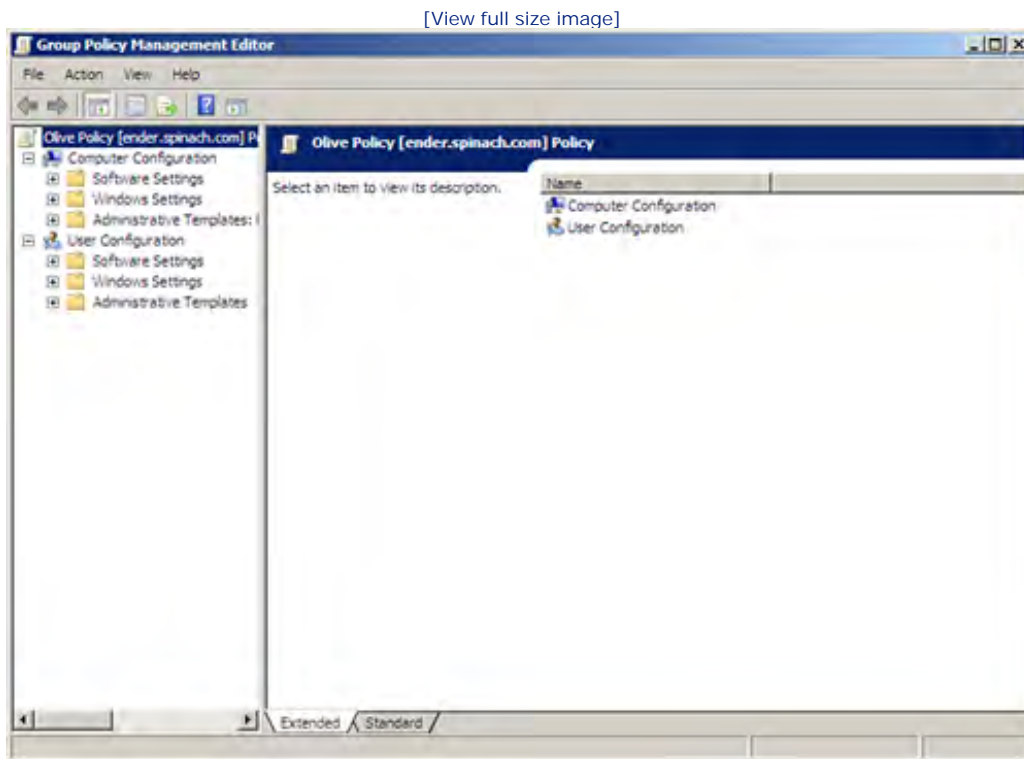 [View full size image]
Group Policy Management Editor
File Action View Help
Olive Policy [ender.spinach.com] P
Computer Configuration
Software Settings
Windows Settings
Administrative Templates:
User Configuration
Software Settings
Windows Settings
Administrative Templates
Olive Policy [ender.spinach.com] Policy
Select an item to view its description.
Name
Computer Configuration
User Configuration
Extended Standard